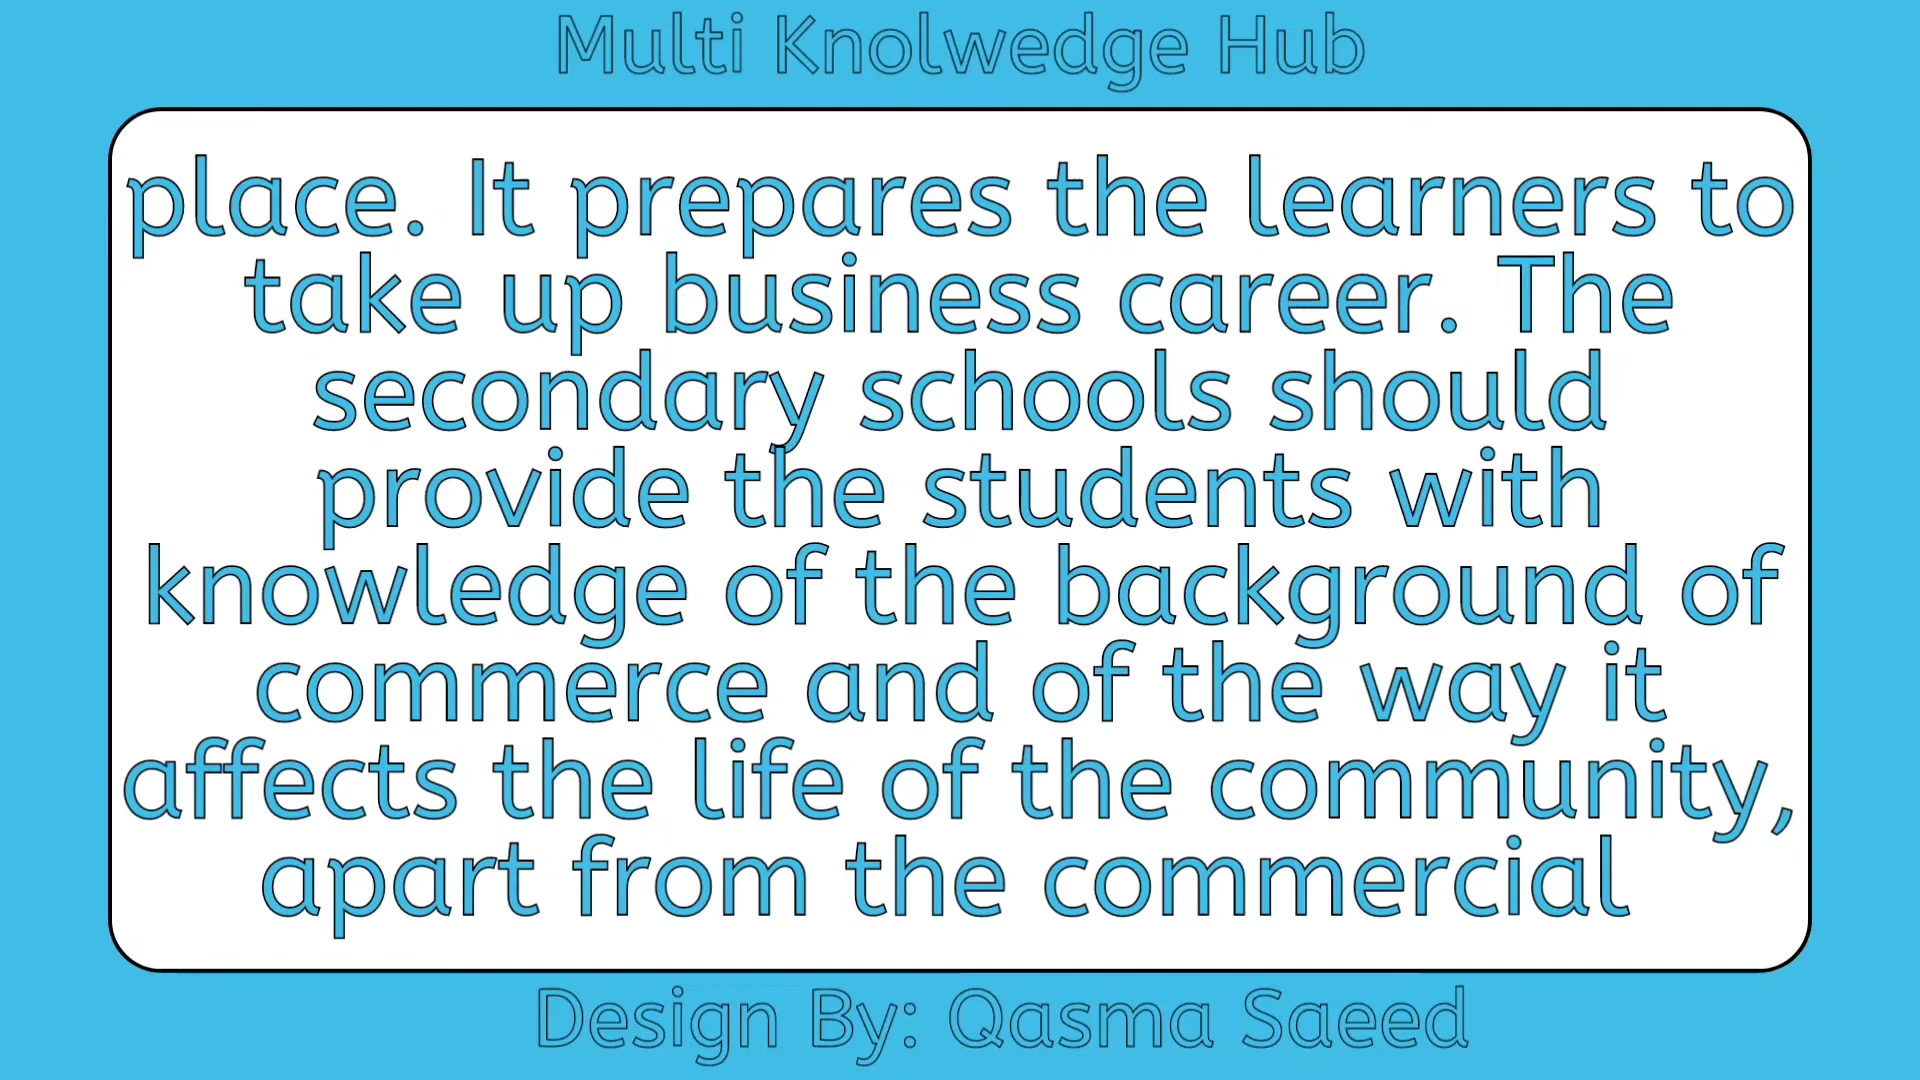 Multi Knolwedge Hub
place. It prepares the learners to
take up business career. The
secondary schools should
provide the students with
knowledge of the background of
commerce and of the way it
affects the life of the community,
apart from the commercial
Design By: Qasma Saeed